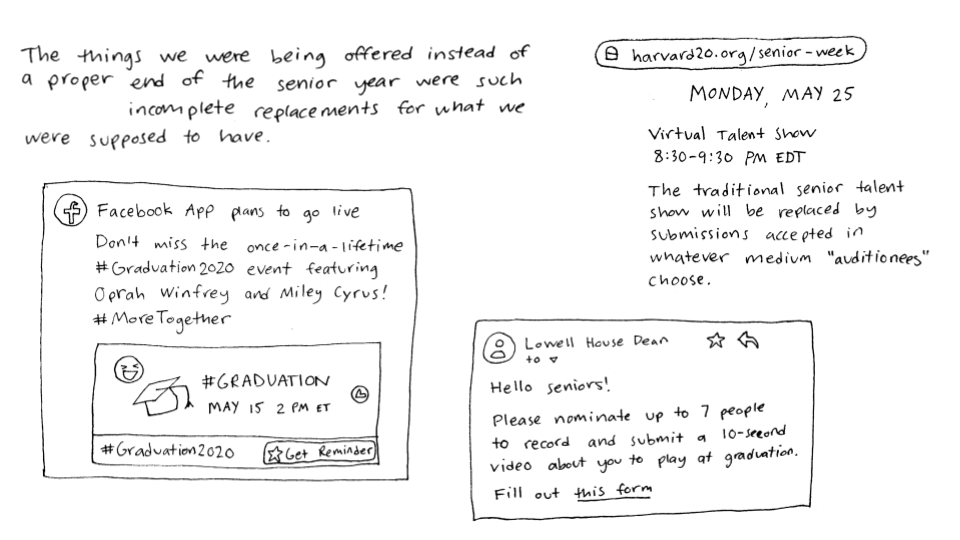 The things we were being offered instead of
a proper end of the senior year were such
incomplete replacements for what we
were supposed to have.
harvard20.org/senior-week
MONDAY, MAY 25
Virtual Talent Show
8:30-9:30 PM EDT
The traditional senior talent
show will be replaced by
submissions accepted in
whatever medium "auditionees"
choose.
Facebook App plans to go live
Don't miss the once-in-a-lifetime
#Graduation2020 event featuring
Oprah Winfrey and Miley Cyrus!
#MoreTogether
#GRADUATION
MAY 15 2 PM ET
#Graduation2020
Get Reminder
Lowell House Dean
to
Hello seniors!
Please nominate up to 7 people
to record and submit a 10-second
video about you to play at graduation.
Fill out this form